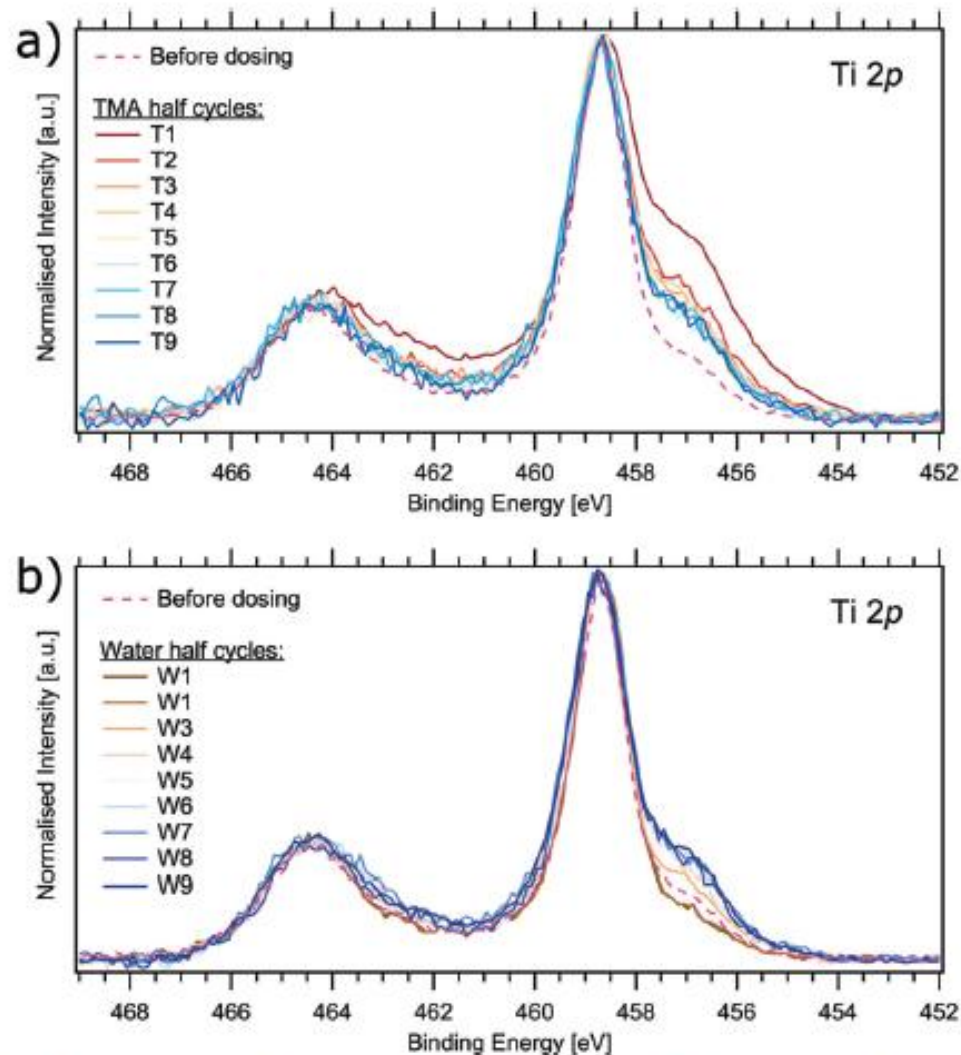 a)
Before dosing
Ti 2p
TMA half cycles:
T1
T2
T3
T4
T5
T6
T7
T8
T9
Normalised Intensity [a.u.]
468 466 464 462 460 458 456 454 452
Binding Energy [eV]
b)
Before dosing
Ti 2p
Water half cycles:
W1
W1
W3
W4
W5
W6
W7
W8
W9
Normalised Intensity [a.u.]
468 466 464 462 460 458 456 454 452
Binding Energy [eV]